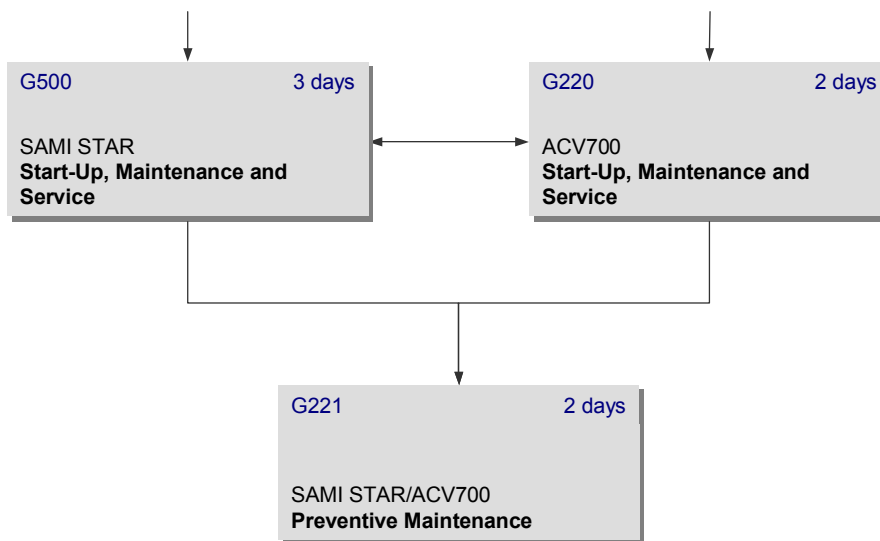 G500 3 days
SAMI STAR
Start-Up, Maintenance and
Service
G220 2 days
ACV700
Start-Up, Maintenance and
Service
G221 2 days
SAMI STAR/ACV700
Preventive Maintenance